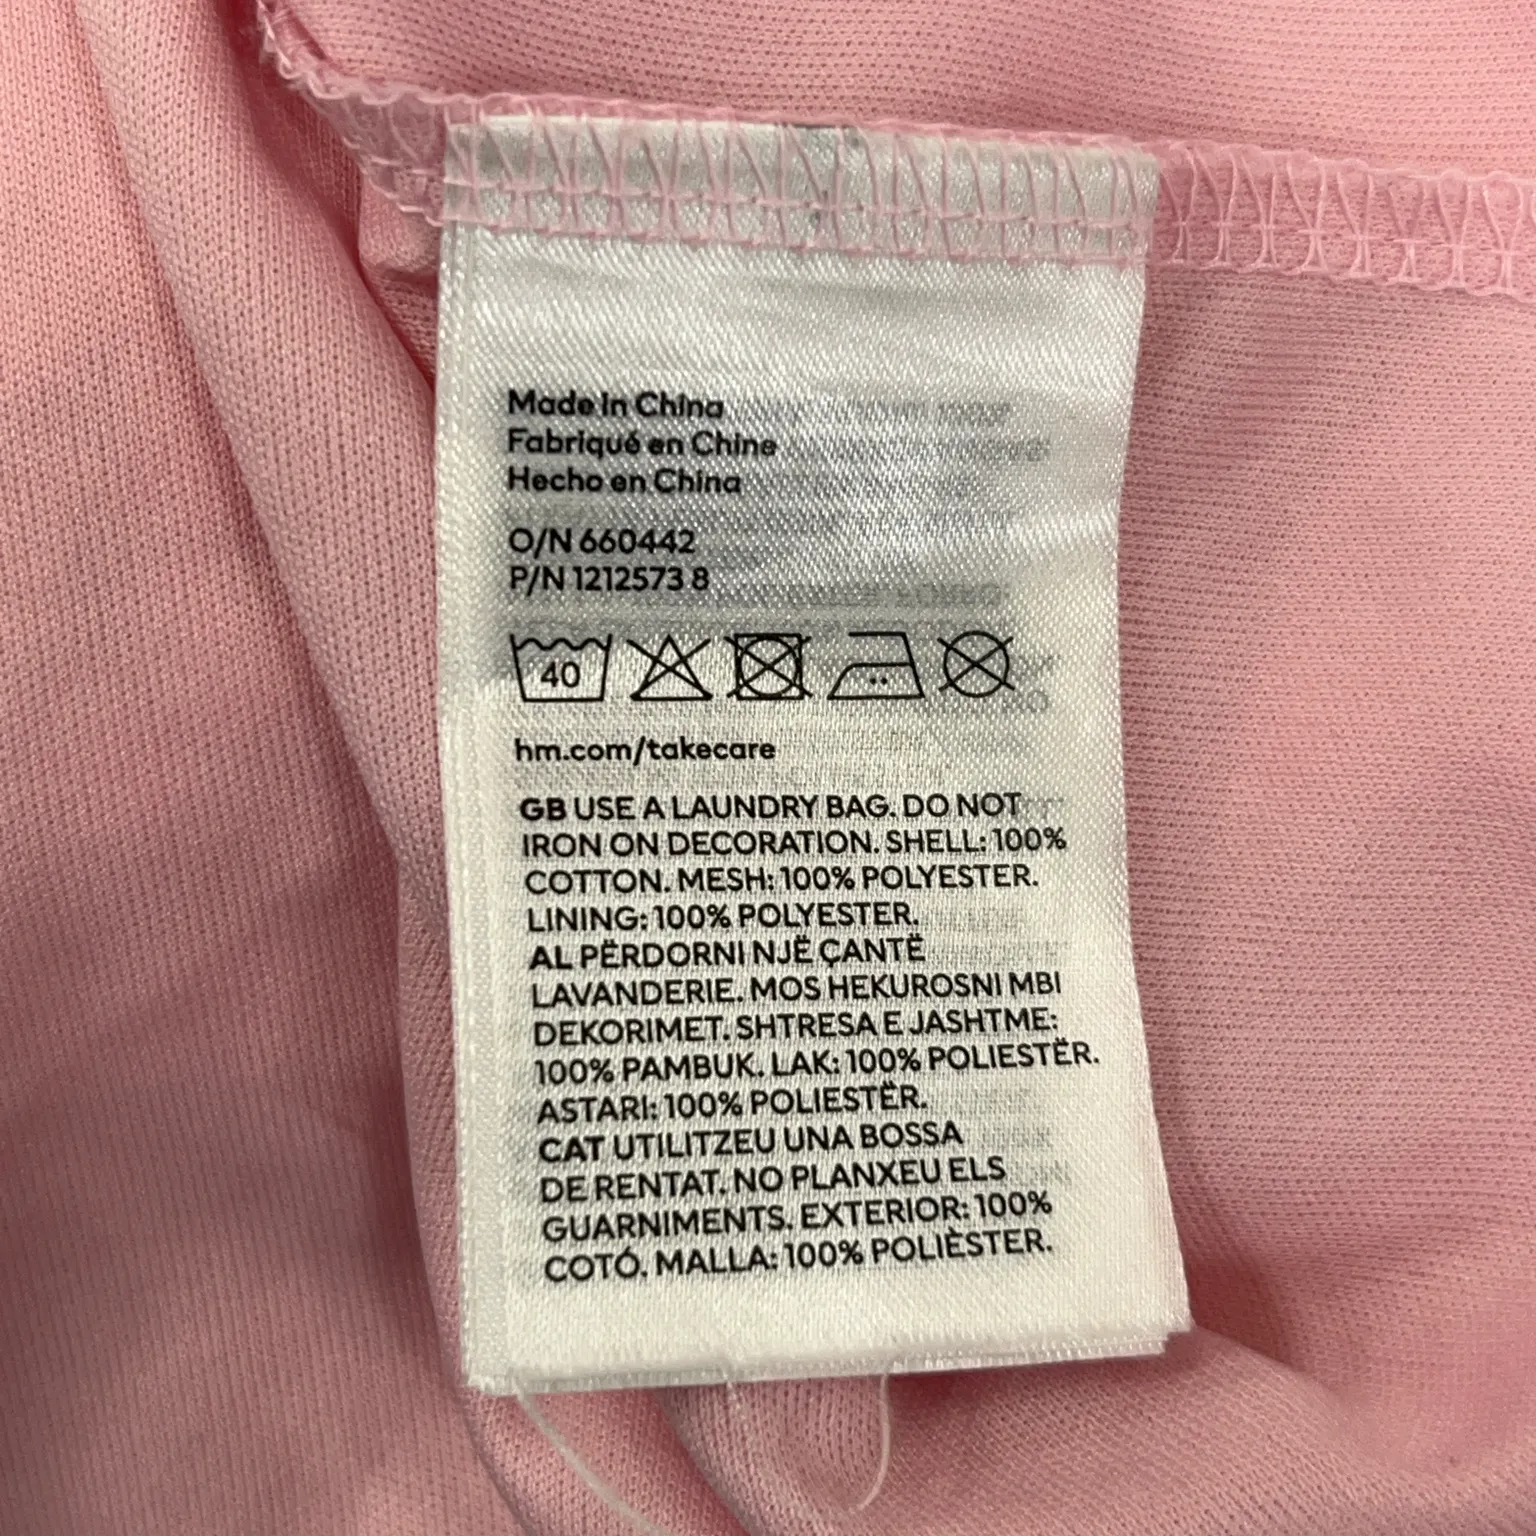 Made in China
Fabriqué en Chine
Hecho en China
O/N 660442
P/N 1212573 8
40
hm.com/takecare
GB USE A LAUNDRY BAG. DO NOT
IRON ON DECORATION. SHELL: 100%
COTTON. MESH: 100% POLYESTER.
LINING: 100% POLYESTER.
AL PËRDORNI NJË ÇANTË
LAVANDERIE. MOS HEKUROSNI MBI
DEKORIMET. SHTRESA E JASHTME:
100% PAMBUK. LAK: 100% POLIESTËR.
ASTARI: 100% POLIESTËR.
CAT UTILITZEU UNA BOSSA
DE RENTAT. NO PLANXEU ELS
GUARNIMENTS. EXTERIOR: 100%
COTÓ. MALLA: 100% POLIÈSTER.